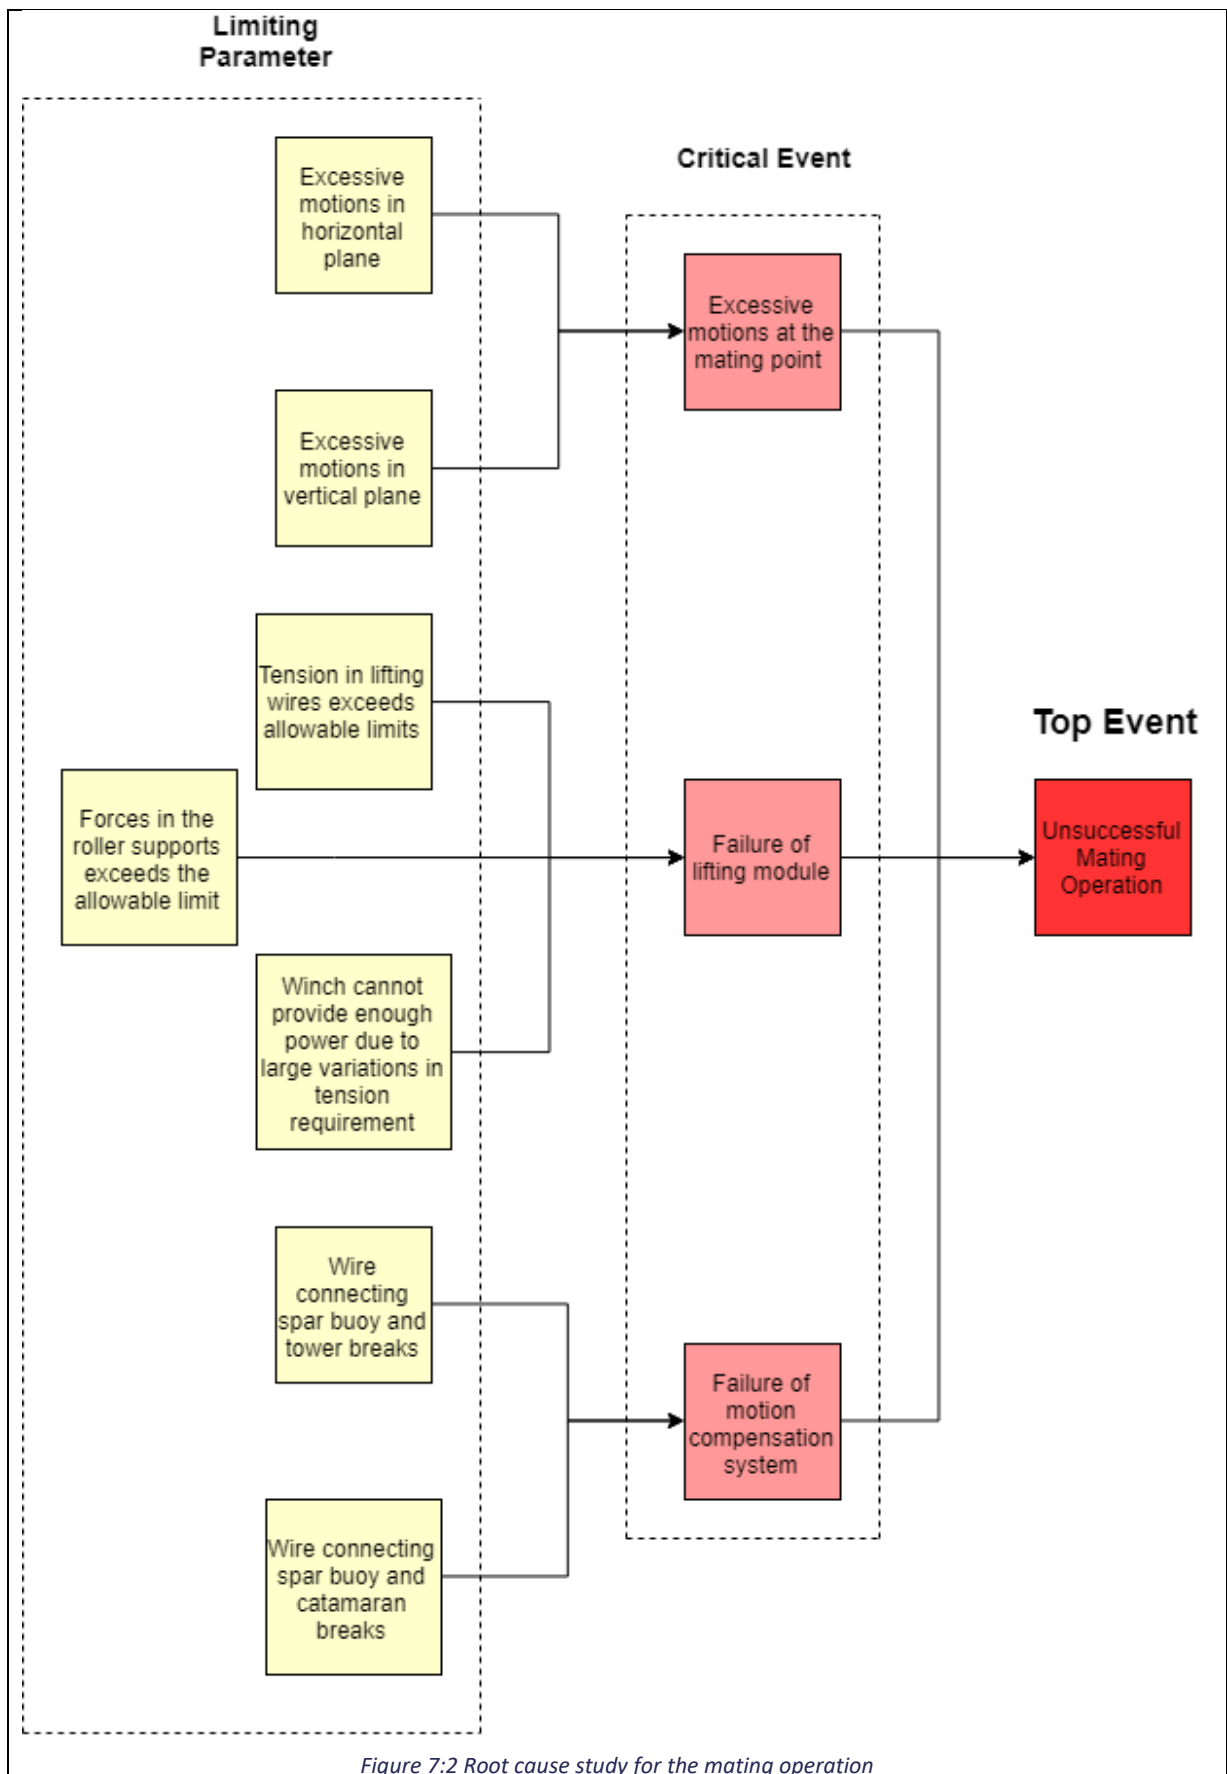 Limiting
Parameter
Critical Event
Excessive
motions in
horizontal
plane
Excessive
motions at the
mating point
Excessive
motions in
vertical plane
Tension in lifting
wires exceeds
allowable limits
Top Event
Forces in the
roller supports
exceeds the
allowable limit
Failure of
lifting module
Unsuccessful
Mating
Operation
Winch cannot
provide enough
power due to
large variations in
tension
requirement
Wire
connecting
spar buoy and
tower breaks
Failure of
motion
compensation
system
Wire connecting
spar buoy and
catamaran
breaks
Figure 7:2 Root cause study for the mating operation